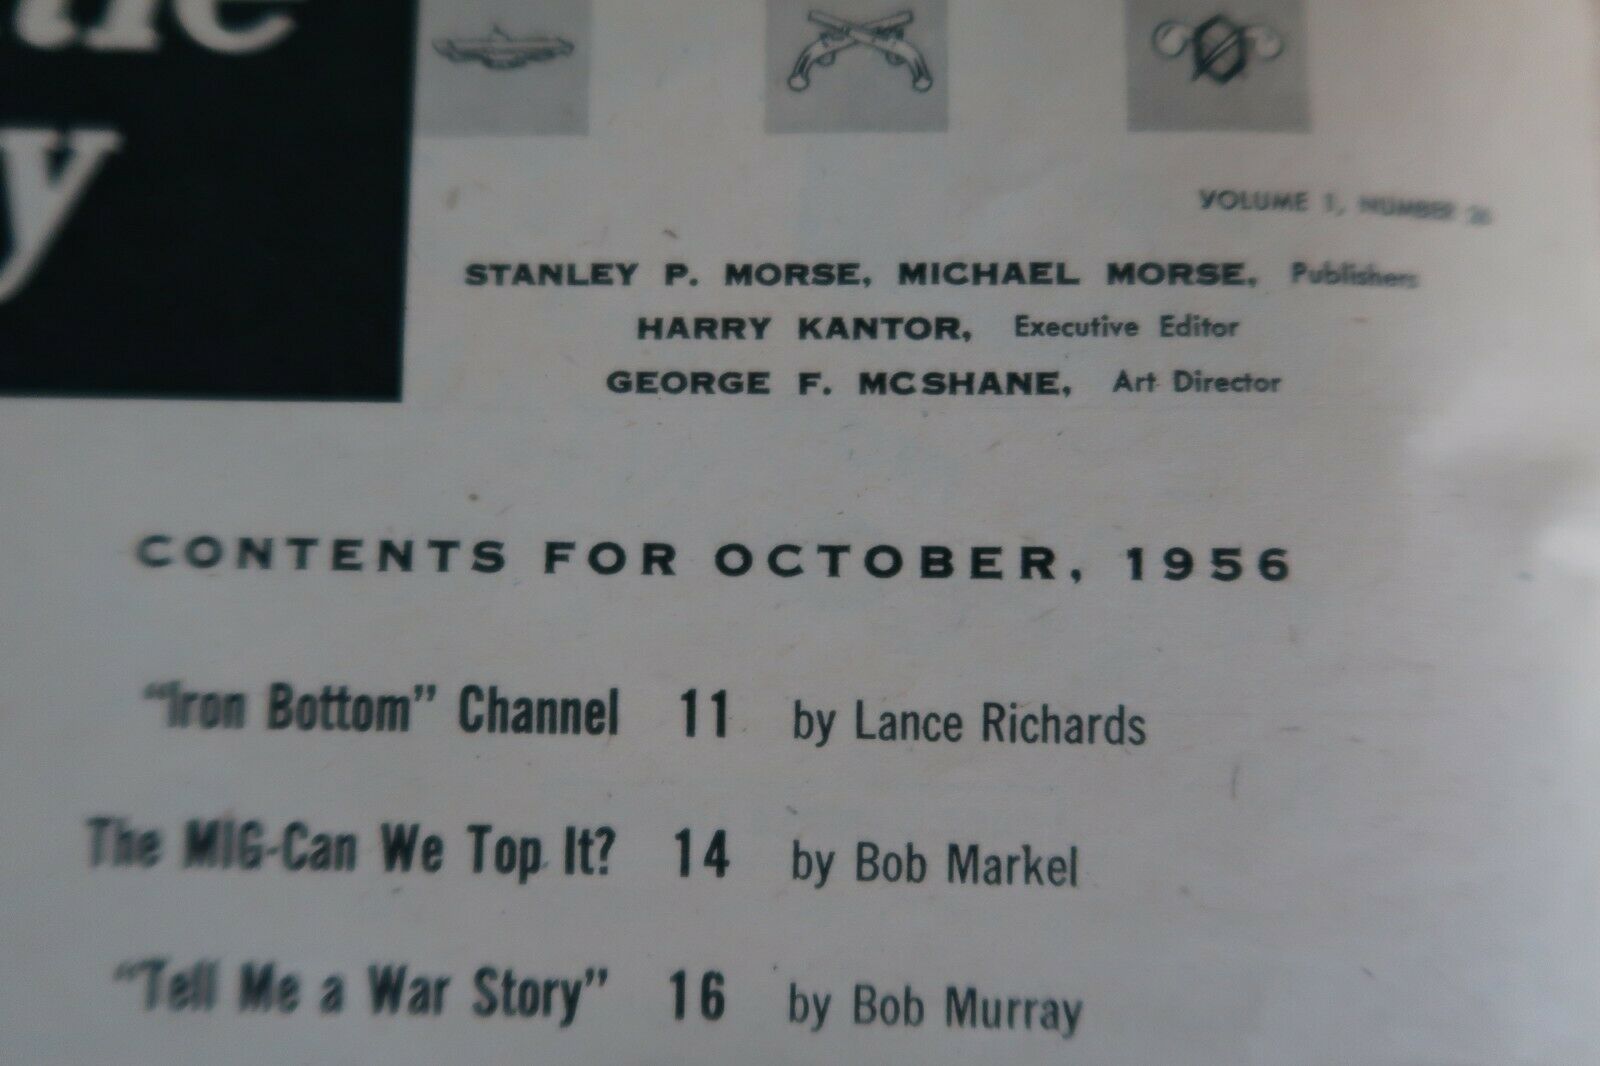 y
VOLUME 1, NUMBER
STANLEY P. MORSE, MICHAEL MORSE, Publishers
HARRY KANTOR, Executive Editor
GEORGE F. MCSHANE, Art Director
CONTENTS FOR OCTOBER, 1956
"Iron Bottom" Channel 11 by Lance Richards
The MIG-Can We Top It? 14 by Bob Markel
"Tell Me a War Story" 16 by Bob Murray